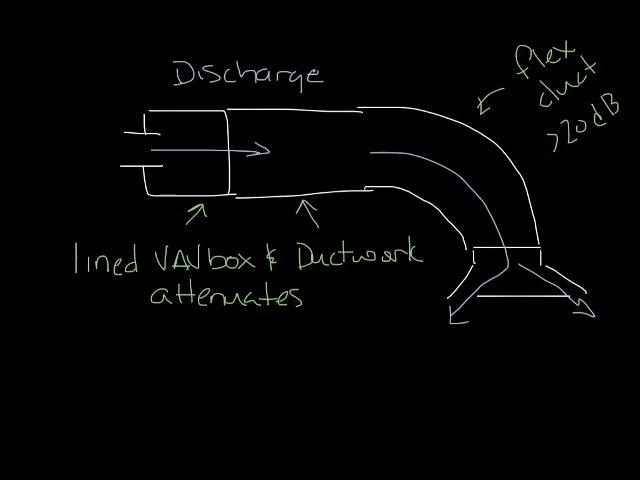 Discharge
flex
duct
>20dB
lined VAV box & Ductwork
attenuates